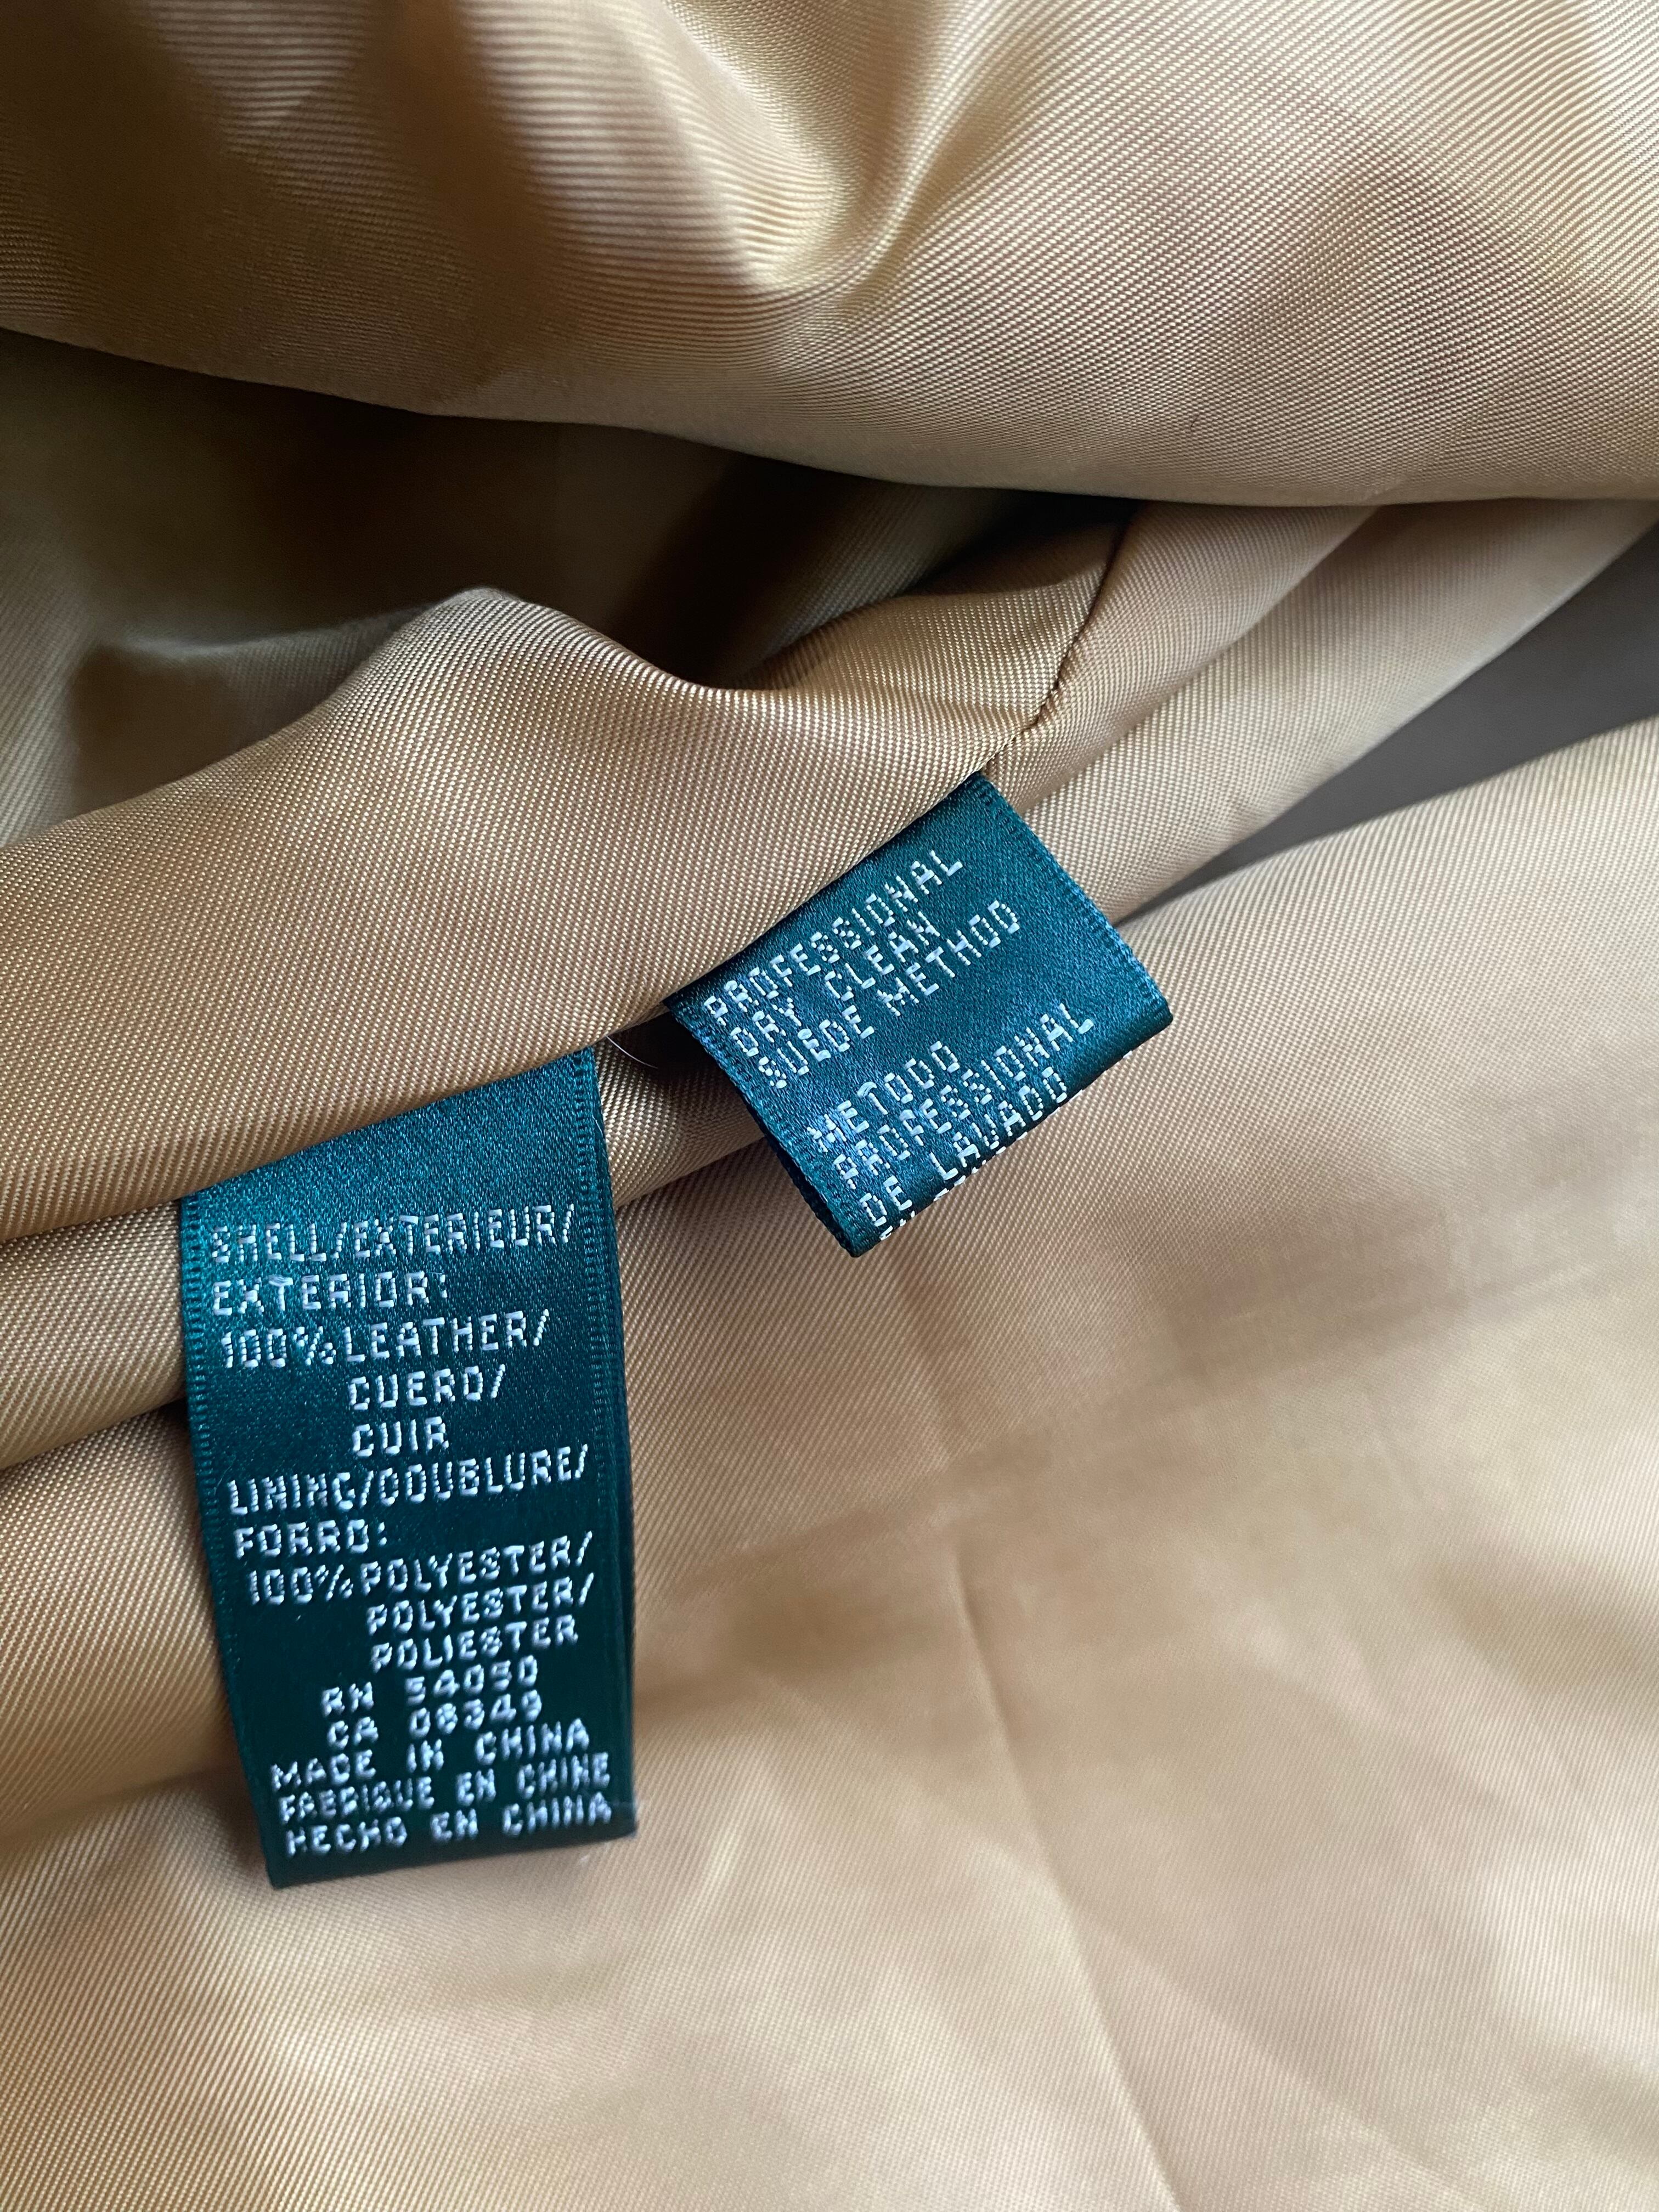 PROFESSIONAL
DRY CLEAN
SUEDE METHOD
METODO
PROFESSIONAL
DE LAVADO
SHELL/EXTERIEUR/
EXTERIOR:
100%LEATHER/
CUERO/
CUIR
LINING/DOUBLURE/
FORRO:
100%POLYESTER/
POLYESTER/
POLIESTER
RN 54050
CA 08349
MADE IN CHINA
FABRIQUE EN CHINE
HECHO EN CHINA